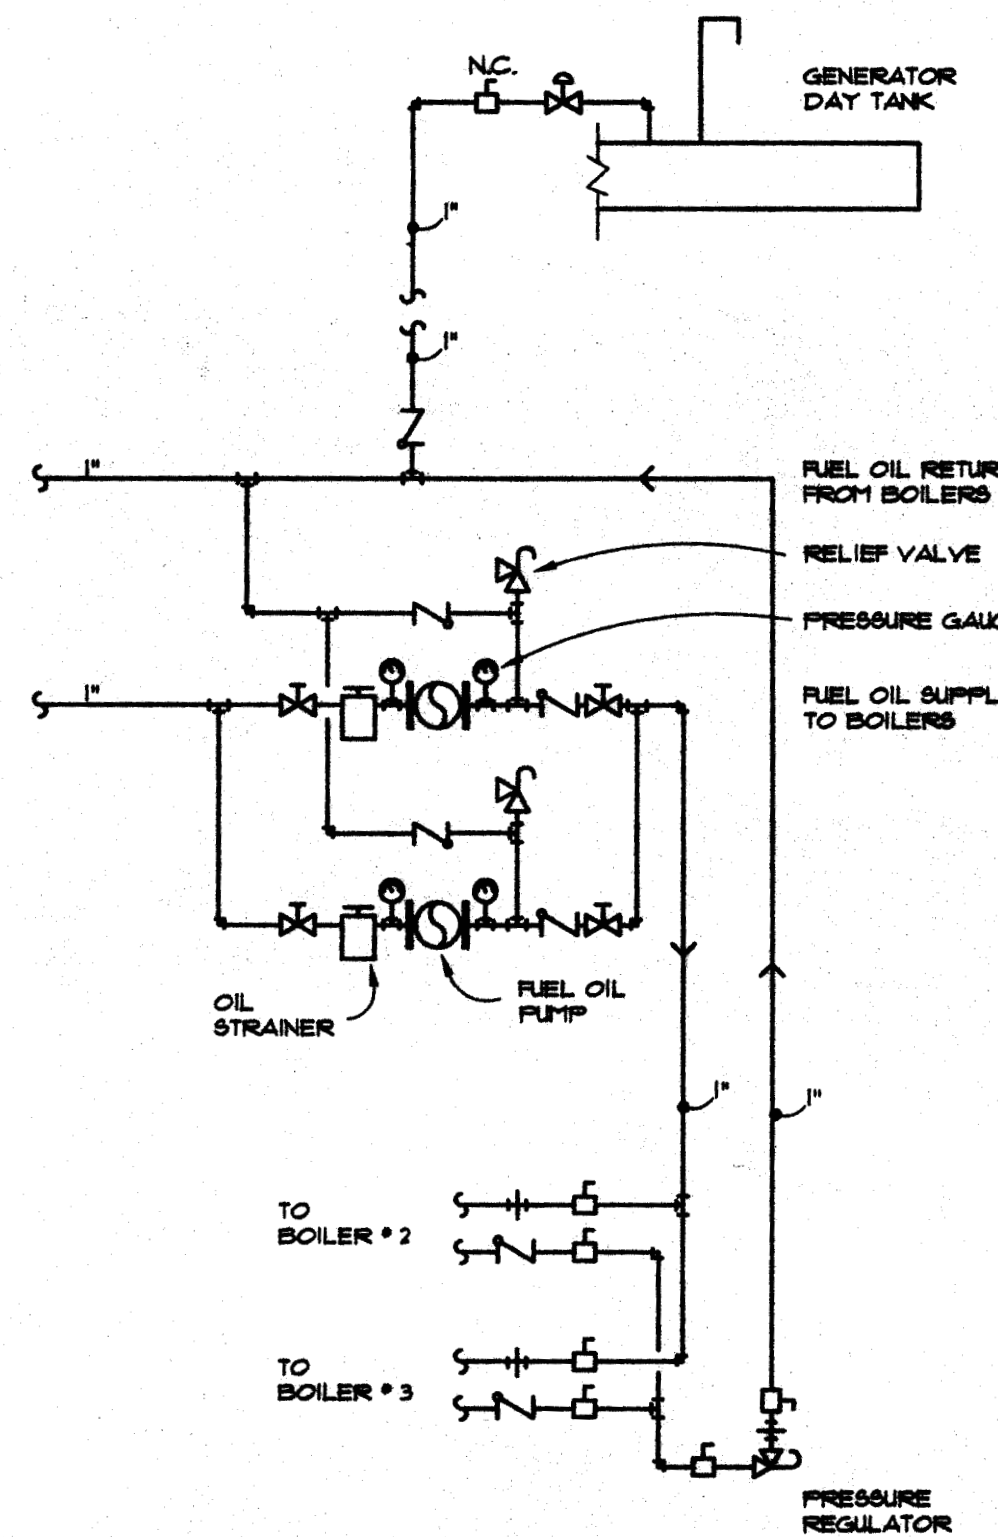 N.C.
GENERATOR
DAY TANK
1"
1"
1"
FUEL OIL RETUR
FROM BOILERS
RELIEF VALVE
PRESSURE GAUG
1"
FUEL OIL SUPPL
TO BOILERS
OIL
STRAINER
FUEL OIL
PUMP
1"
1"
TO
BOILER #2
TO
BOILER #3
PRESSURE
REGULATOR